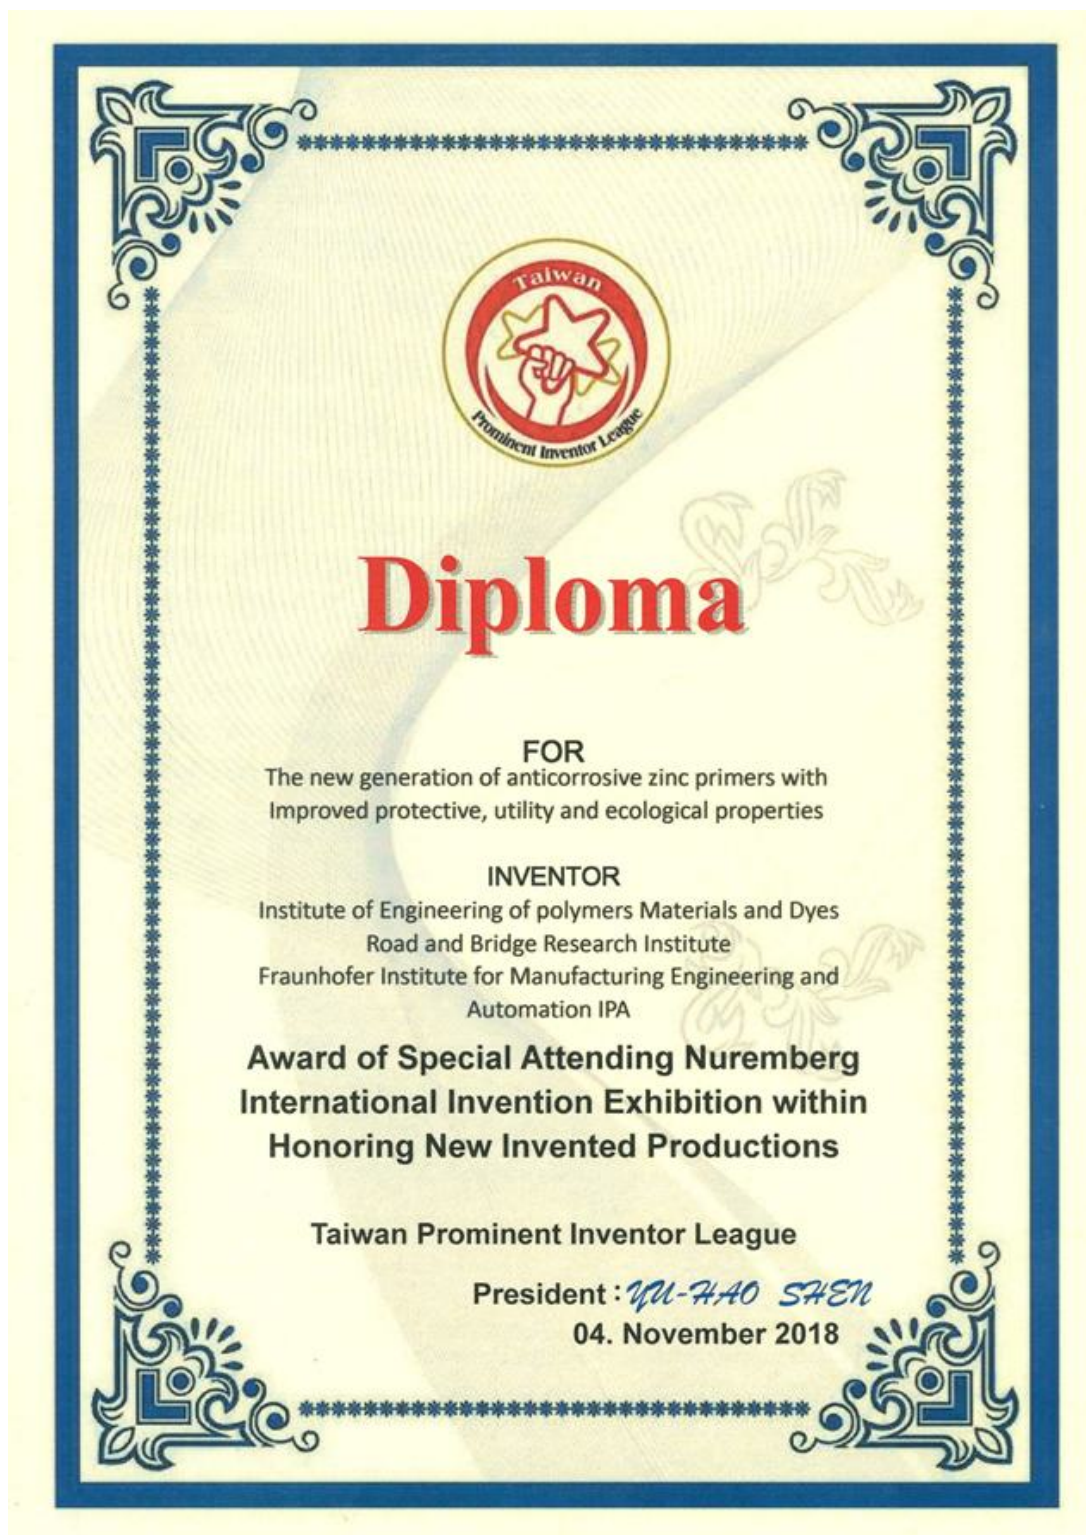 Taiwan
Prominent Inventor League
Diploma
FOR
The new generation of anticorrosive zinc primers with
Improved protective, utility and ecological properties
INVENTOR
Institute of Engineering of polymers Materials and Dyes
Road and Bridge Research Institute
Fraunhofer Institute for Manufacturing Engineering and
Automation IPA
Award of Special Attending Nuremberg
International Invention Exhibition within
Honoring New Invented Productions
Taiwan Prominent Inventor League
President : YU-HAO SHEN
04. November 2018